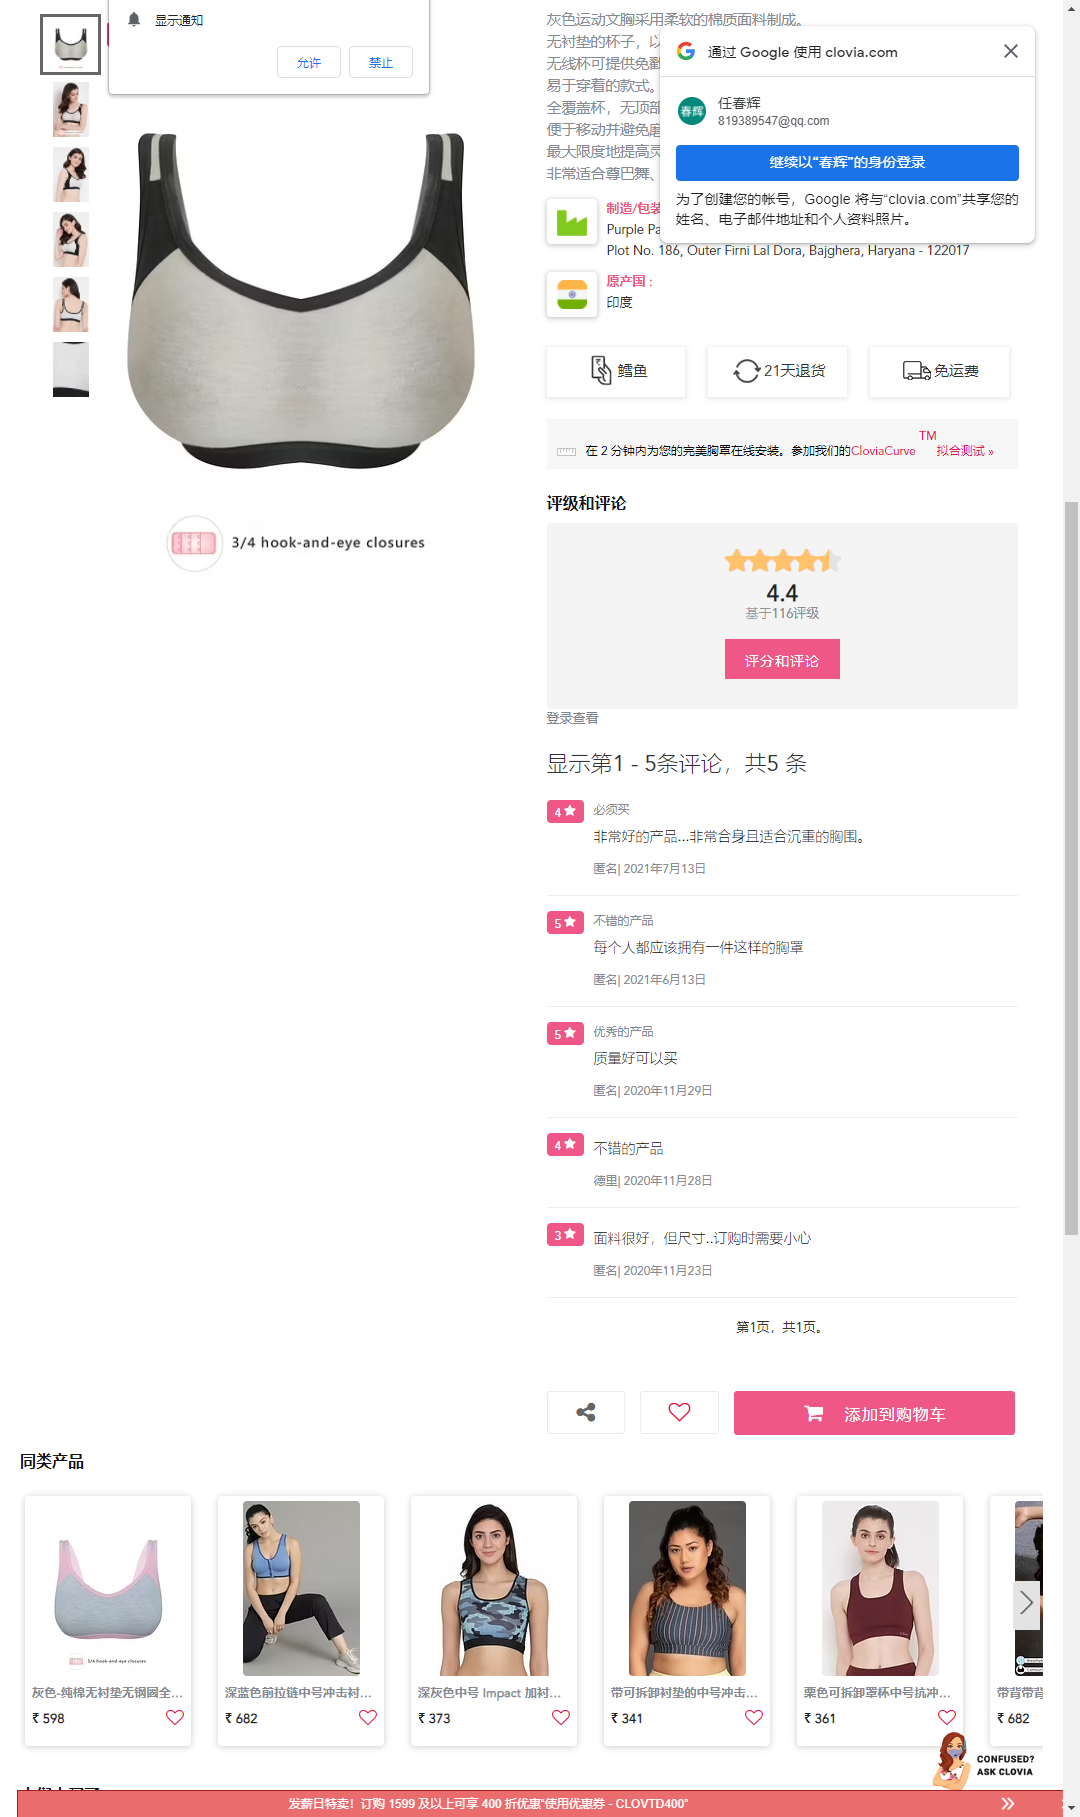 显示通知
允许
禁止
3/4 hook-and-eye closures
灰色运动文胸采用柔软的棉质面料制成。
无衬垫的杯子，以
无线杯可提供免戳
易于穿着的款式。
全覆盖杯，无顶部
便于移动并避免磨
最大限度地提高灵
非常适合尊巴舞、
通过 Google 使用 clovia.com
春辉
任春辉
819389547@qq.com
继续以“春辉”的身份登录
为了创建您的帐号，Google 将与“clovia.com”共享您的
姓名、电子邮件地址和个人资料照片。
制造/包装
Purple Pa
Plot No. 186, Outer Firni Lal Dora, Bajghera, Haryana - 122017
原产国 :
印度
鳕鱼
21天退货
免运费
在 2 分钟内为您的完美胸罩在线安装。参加我们的CloviaCurve TM 拟合测试 »
评级和评论
4.4
基于116评级
评分和评论
登录查看
显示第1 - 5条评论，共5 条
4
必须买
非常好的产品...非常合身且适合沉重的胸围。
匿名| 2021年7月13日
5
不错的产品
每个人都应该拥有一件这样的胸罩
匿名| 2021年6月13日
5
优秀的产品
质量好可以买
匿名| 2020年11月29日
4
不错的产品
德里| 2020年11月28日
3
面料很好，但尺寸..订购时需要小心
匿名| 2020年11月23日
第1页，共1页。
添加到购物车
同类产品
3/4 hook-and-eye closures
灰色-纯棉无衬垫无钢圈全...
₹ 598
深蓝色前拉链中号冲击衬...
₹ 682
深灰色中号 Impact 加衬...
₹ 373
带可拆卸衬垫的中号冲击...
₹ 341
栗色可拆卸罩杯中号抗冲...
₹ 361
带背带背
₹ 682
CONFUSED?
ASK CLOVIA
发薪日特卖！订购 1599 及以上可享 400 折优惠"使用优惠券 - CLOVTD400"